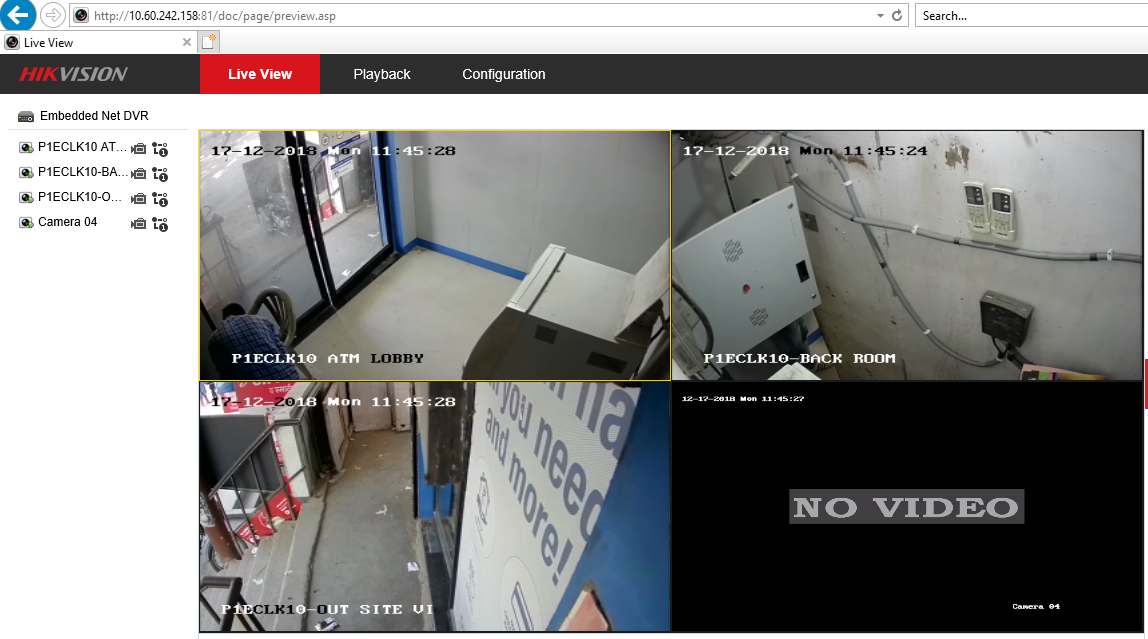 http://10.60.242.158:81/doc/page/preview.asp
Search...
Live View
HIKVISION
Live View
Playback
Configuration
Embedded Net DVR
P1ECLK10 AT...
P1ECLK10-BA...
P1ECLK10-O...
Camera 04
17-12-2018 Mon 11:45:28
P1ECLK10 ATM LOBBY
17-12-2018 Mon 11:45:24
P1ECLK10-BACK ROOM
17-12-2018 Mon 11:45:28
you need
and more!
P1ECLK10-OUT SITE VI
12-17-2018 Mon 11:45:27
NO VIDEO
Camera 04